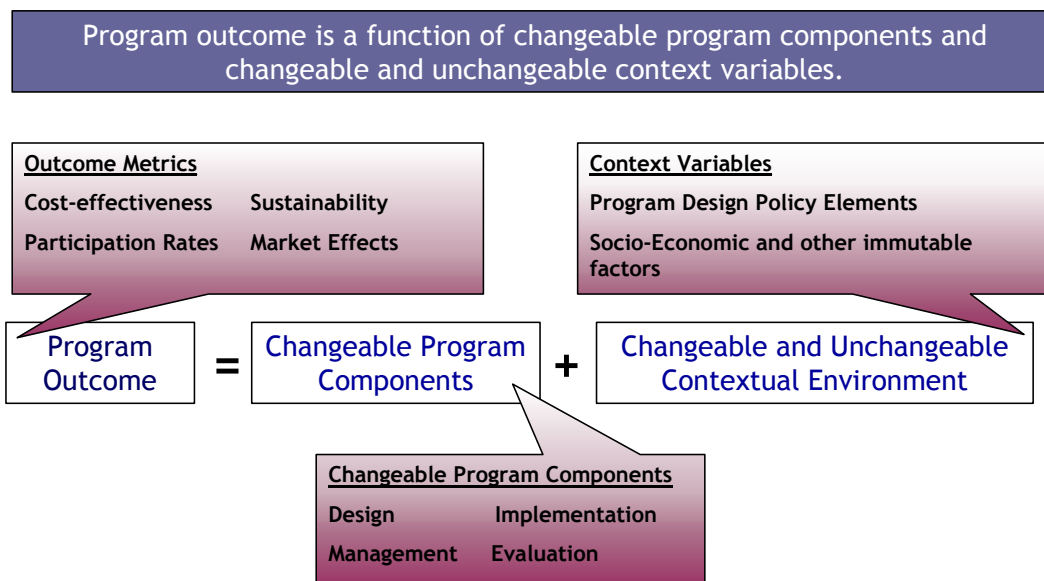 Program outcome is a function of changeable program components and
changeable and unchangeable context variables.
Outcome Metrics
Cost-effectiveness Sustainability
Participation Rates Market Effects
Context Variables
Program Design Policy Elements
Socio-Economic and other immutable
factors
Program
Outcome
=
Changeable Program
Components
+
Changeable and Unchangeable
Contextual Environment
Changeable Program Components
Design Implementation
Management Evaluation